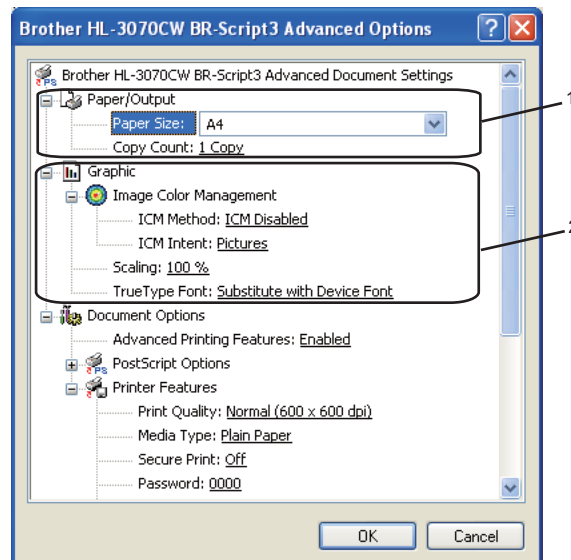 Brother HL-3070CW BR-Script3 Advanced Options
Brother HL-3070CW BR-Script3 Advanced Document Settings
Paper/Output
Paper Size: A4
Copy Count: 1 Copy
1
Graphic
Image Color Management
ICM Method: ICM Disabled
ICM Intent: Pictures
2
Scaling: 100 %
TrueType Font: Substitute with Device Font
Document Options
Advanced Printing Features: Enabled
PostScript Options
Printer Features
Print Quality: Normal (600 x 600 dpi)
Media Type: Plain Paper
Secure Print: Off
Password: 0000
OK Cancel